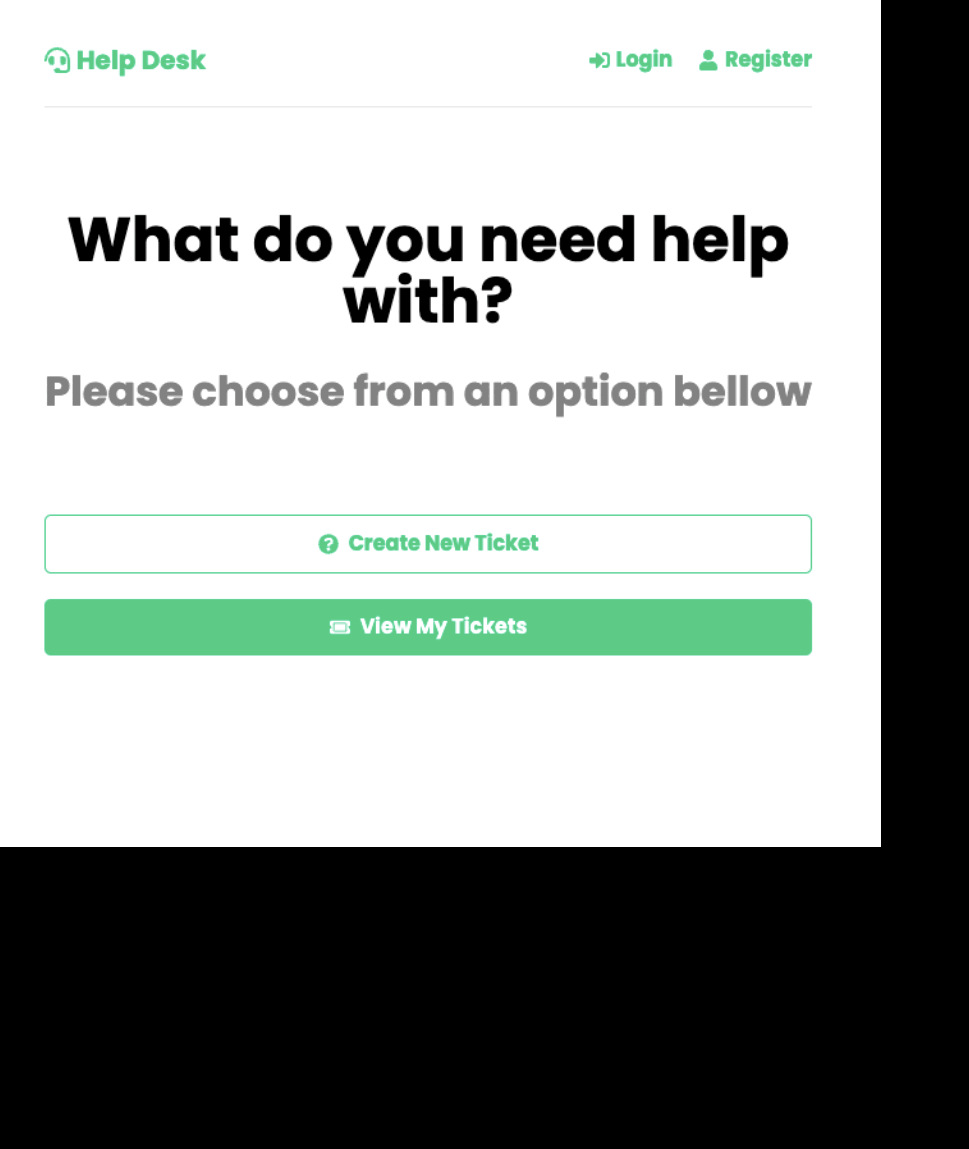 Help Desk
Login
Register
What do you need help
with?
Please choose from an option bellow
Create New Ticket
View My Tickets